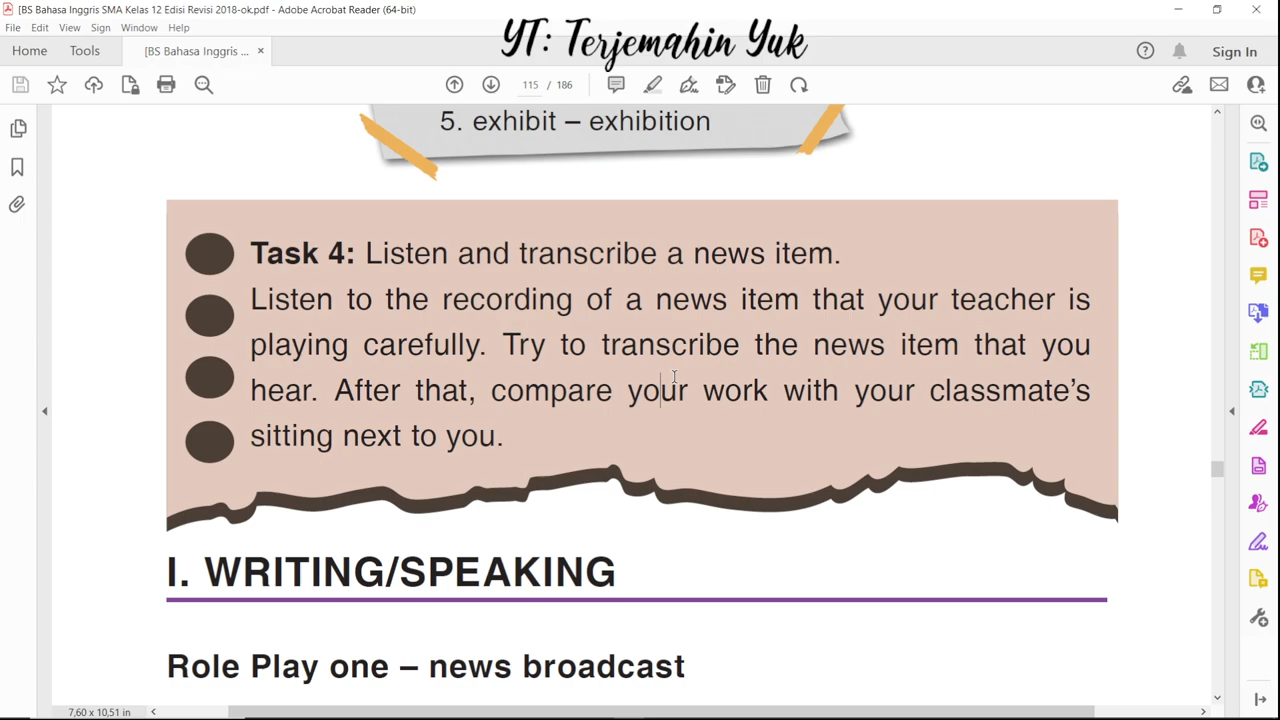 [BS Bahasa Inggris SMA Kelas 12 Edisi Revisi 2018-ok.pdf - Adobe Acrobat Reader (64-bit)
File Edit View Sign Window Help
YT: Terjemahin Yuk
Home Tools [BS Bahasa Inggris ... × Sign In
115 / 186
5. exhibit – exhibition
Task 4: Listen and transcribe a news item.
Listen to the recording of a news item that your teacher is
playing carefully. Try to transcribe the news item that you
hear. After that, compare your work with your classmate’s
sitting next to you.
I. WRITING/SPEAKING
Role Play one – news broadcast
7,60 x 10,51 in